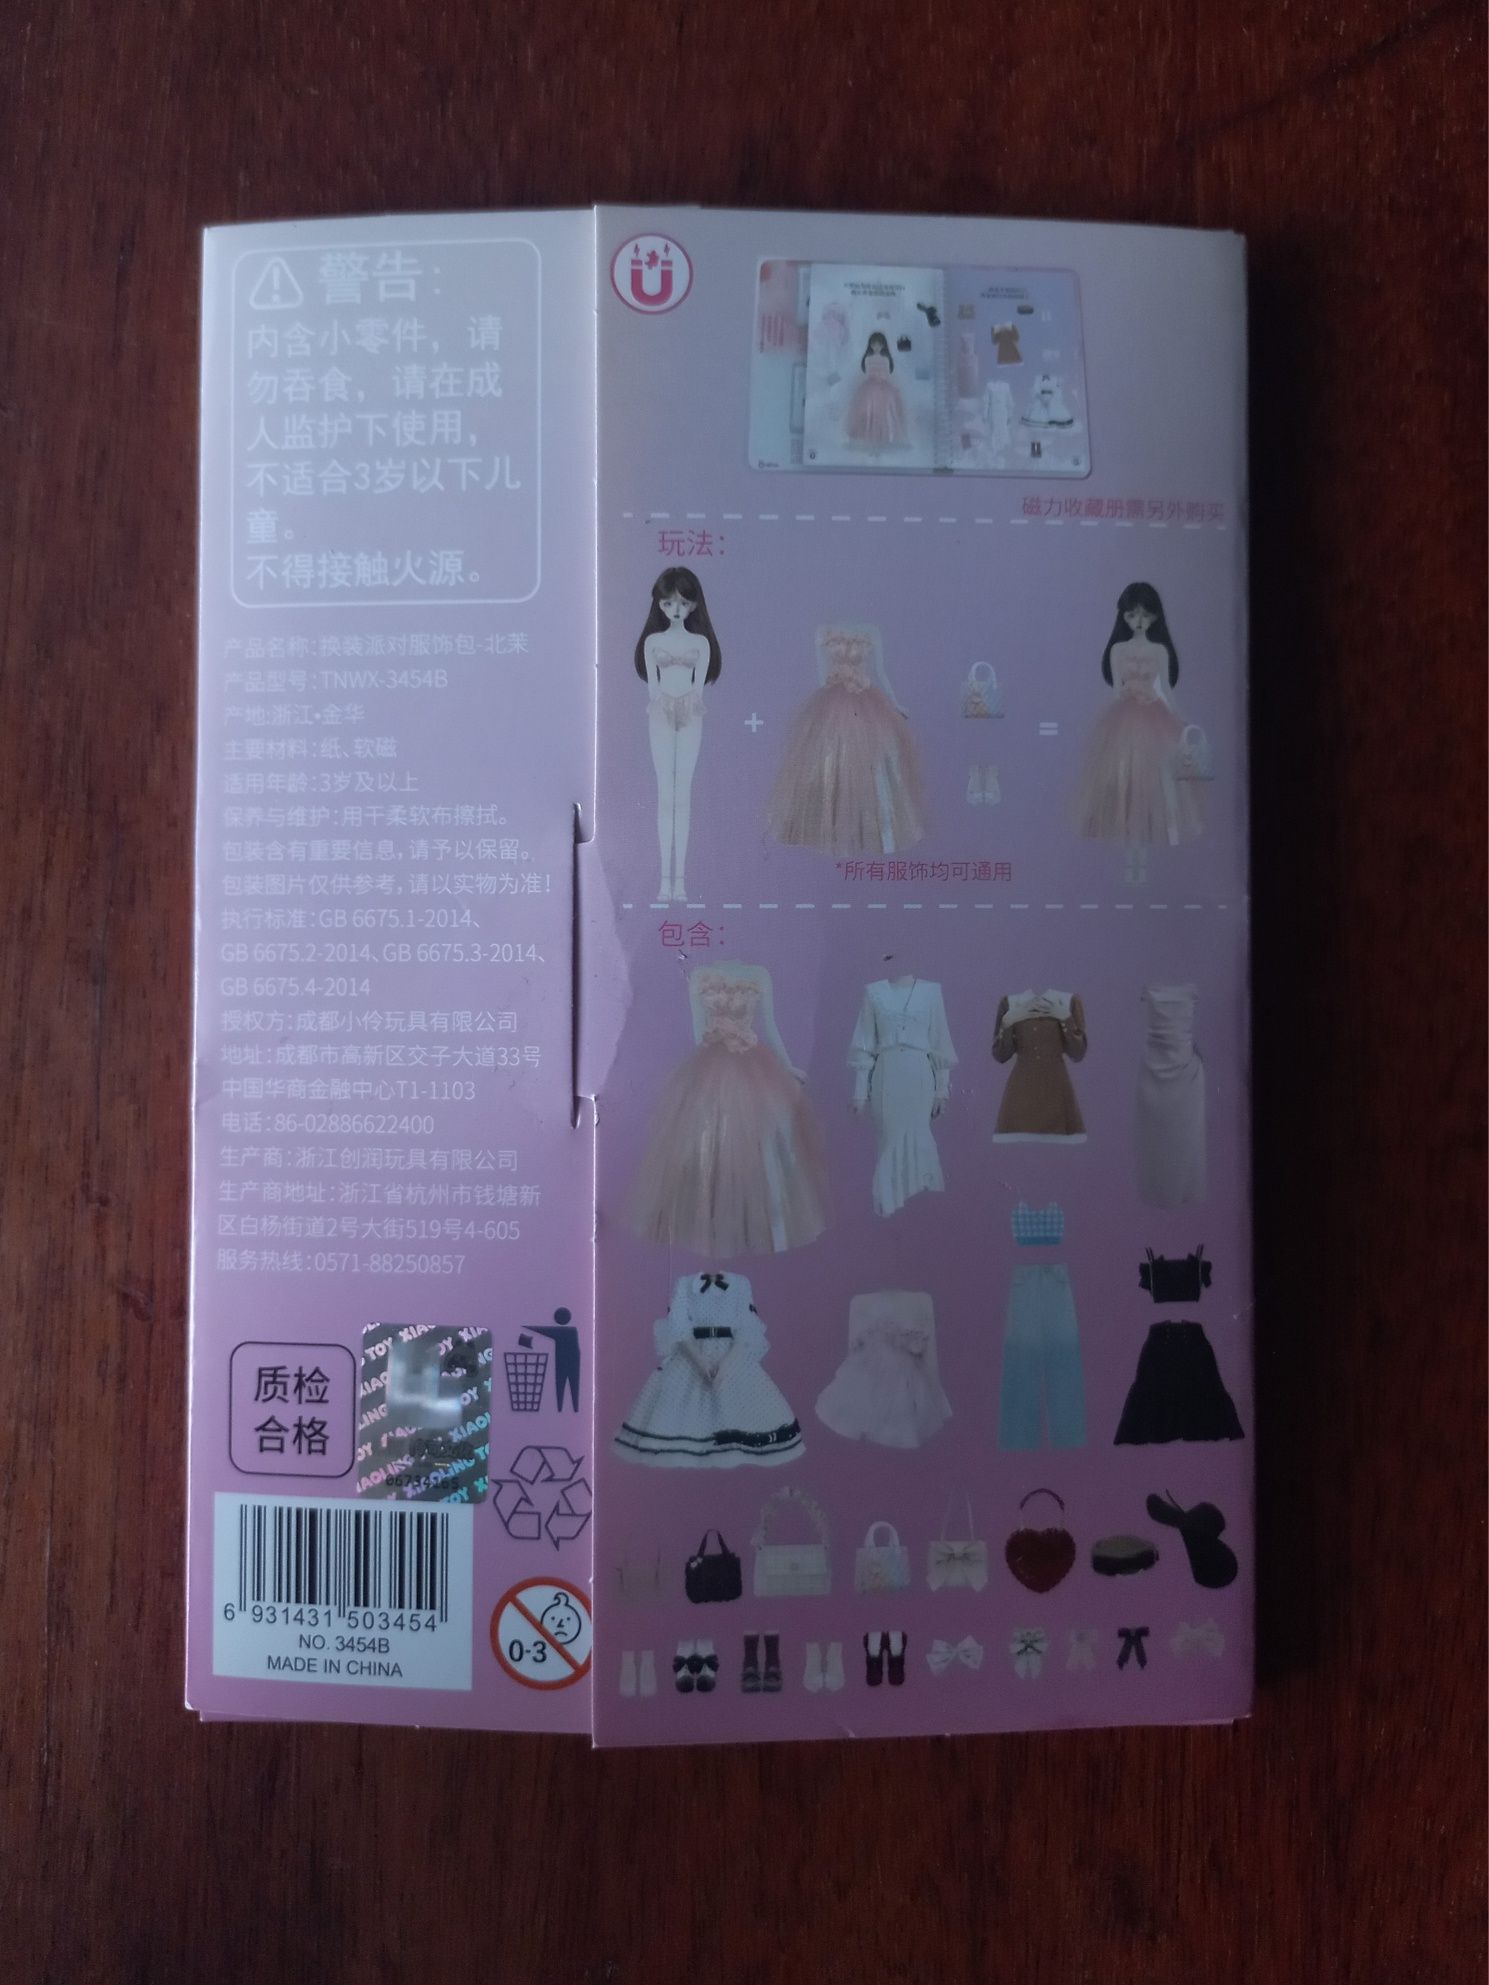 警告：
内含小零件，请
勿吞食，请在成
人监护下使用，
不适合3岁以下儿
童。
不得接触火源。
产品名称：换装派对服饰包-北茉
产品型号：TNWX-3454B
产地：浙江•金华
主要材料：纸、软磁
适用年龄：3岁及以上
保养与维护：用干柔软布擦拭。
包装含有重要信息，请予以保留。
包装图片仅供参考，请以实物为准！
执行标准：GB 6675.1-2014、
GB 6675.2-2014、GB 6675.3-2014、
GB 6675.4-2014
授权方：成都小伶玩具有限公司
地址：成都市高新区交子大道33号
中国华商金融中心T1-1103
电话：86-02886622400
生产商：浙江创润玩具有限公司
生产商地址：浙江省杭州市钱塘新
区白杨街道2号大街519号4-605
服务热线：0571-88250857
质检
合格
XIAOLING TOY
6 931431 503454
NO. 3454B
MADE IN CHINA
0-3
磁力收藏册需另外购买
玩法：
+
=
*所有服饰均可通用
包含：